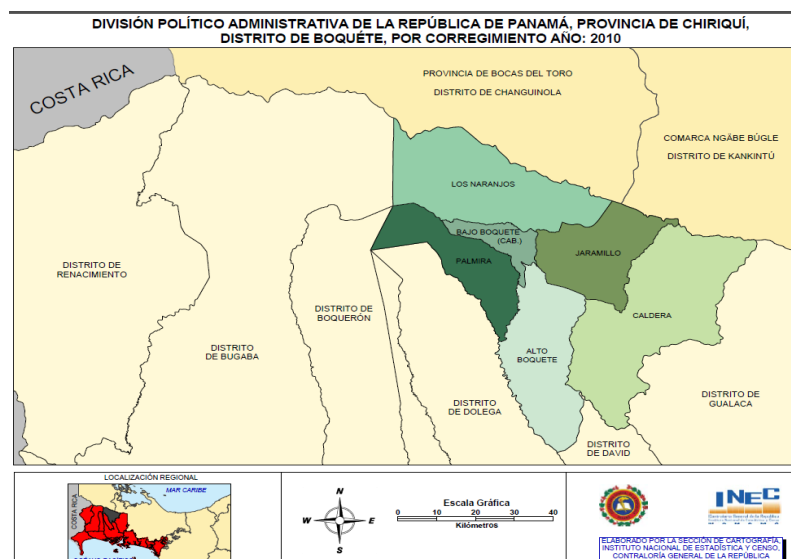 DIVISIÓN POLÍTICO ADMINISTRATIVA DE LA REPÚBLICA DE PANAMÁ, PROVINCIA DE CHIRIQUÍ,
DISTRITO DE BOQUÉTE, POR CORREGIMIENTO AÑO: 2010
COSTA RICA
PROVINCIA DE BOCAS DEL TORO
DISTRITO DE CHANGUINOLA
COMARCA NGÄBE BÚGLE
DISTRITO DE KANKINTÚ
LOS NARANJOS
BAJO BOQUETE
(CAB.)
JARAMILLO
PALMIRA
DISTRITO DE
RENACIMIENTO
DISTRITO DE
BOQUERÓN
CALDERA
DISTRITO
DE BUGABA
ALTO
BOQUETE
DISTRITO
DE DOLEGA
DISTRITO DE
GUALACA
DISTRITO
DE DAVID
LOCALIZACIÓN REGIONAL
MAR CARIBE
COSTA RICA
N
W
E
S
Escala Gráfica
0 10 20 30 40
Kilómetros
INEC
ELABORADO POR LA SECCIÓN DE CARTOGRAFÍA,
INSTITUTO NACIONAL DE ESTADÍSTICA Y CENSO,
CONTRALORÍA GENERAL DE LA REPÚBLICA